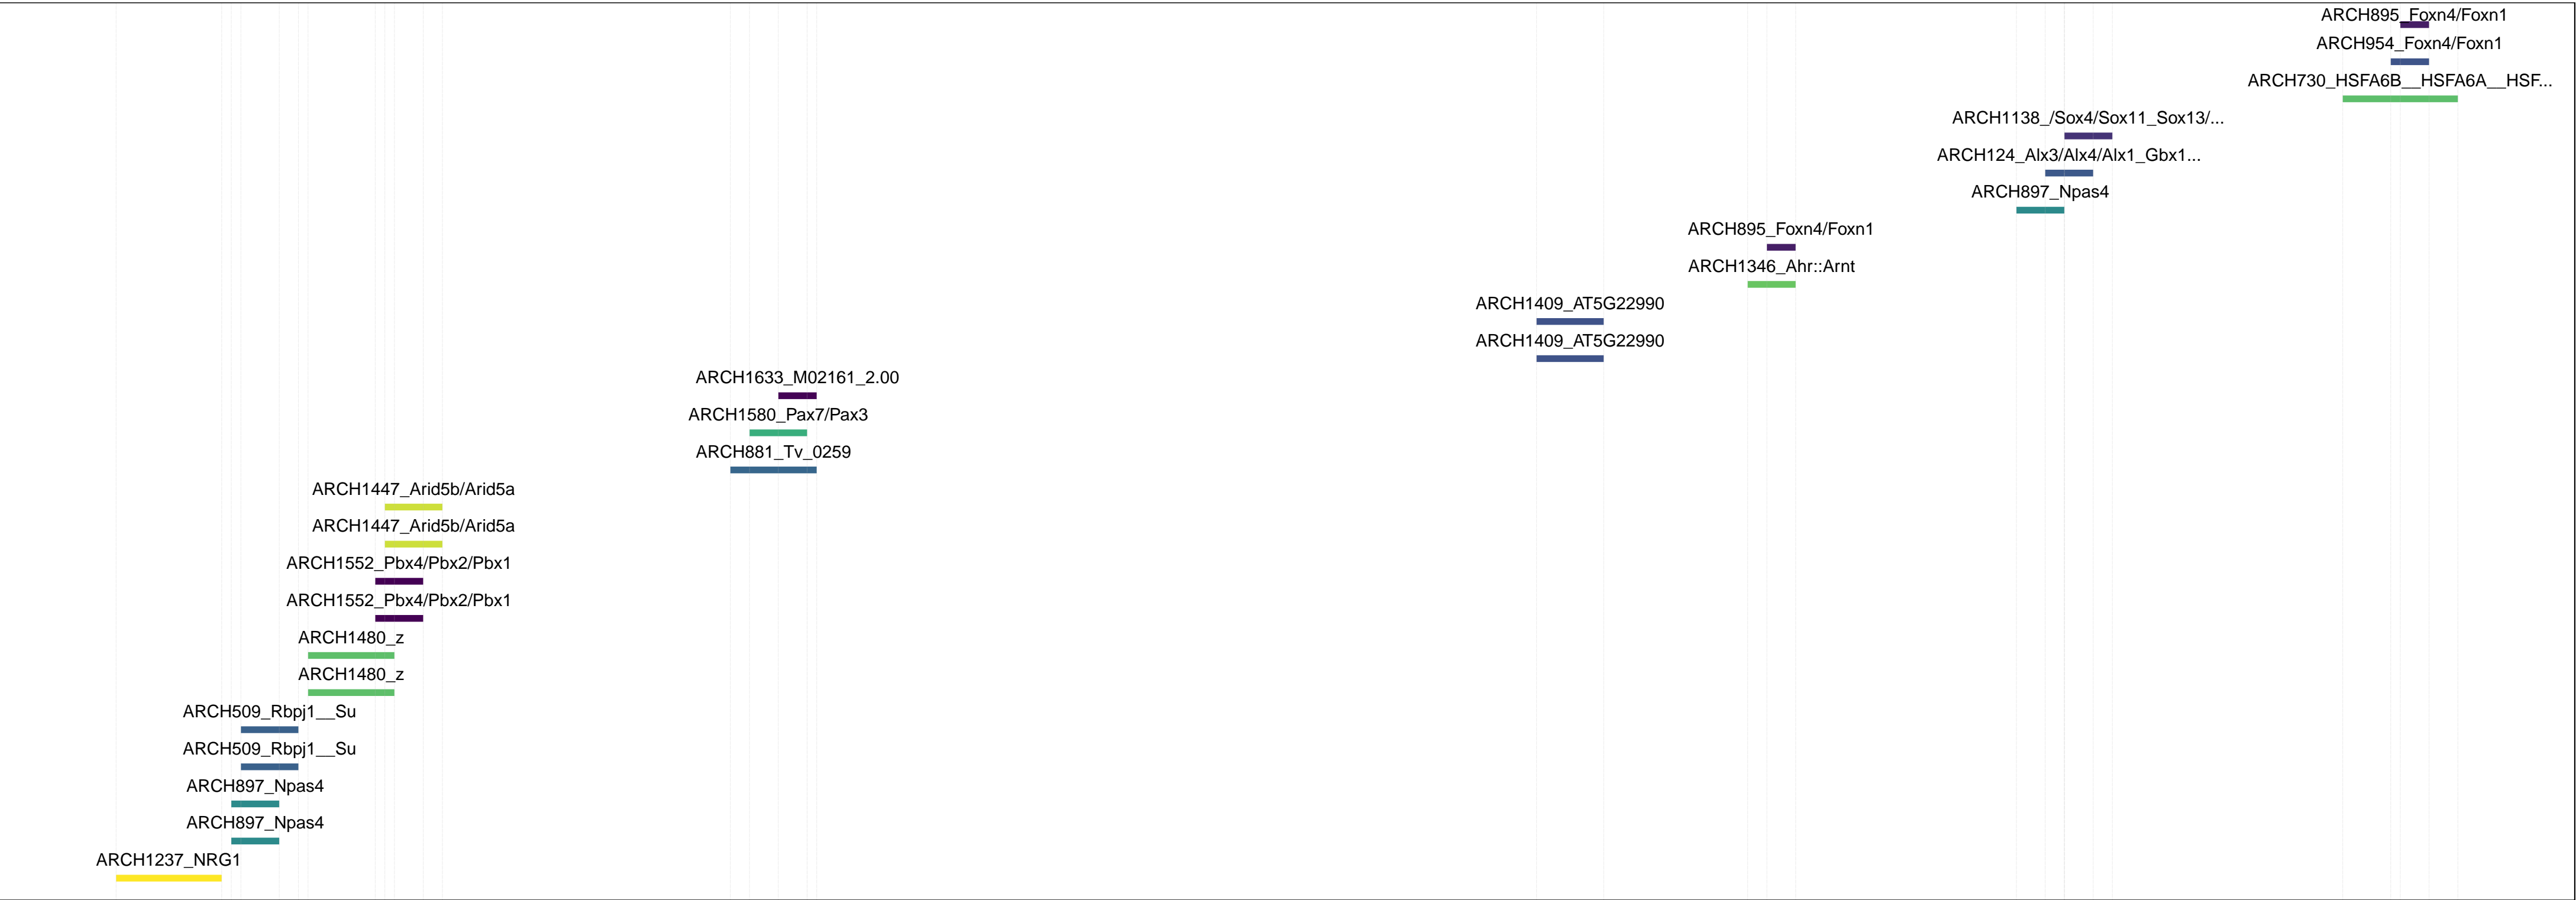 ARCH895_Foxn4/Foxn1
ARCH954_Foxn4/Foxn1
ARCH730_HSFA6B__HSFA6A__HSF...
ARCH1138_/Sox4/Sox11_Sox13/...
ARCH124_Alx3/Alx4/Alx1_Gbx1...
ARCH897_Npas4
ARCH895_Foxn4/Foxn1
ARCH1346_Ahr::Arnt
ARCH1409_AT5G22990
ARCH1409_AT5G22990
ARCH1633_M02161_2.00
ARCH1580_Pax7/Pax3
ARCH881_Tv_0259
ARCH1447_Arid5b/Arid5a
ARCH1447_Arid5b/Arid5a
ARCH1552_Pbx4/Pbx2/Pbx1
ARCH1552_Pbx4/Pbx2/Pbx1
ARCH1480_z
ARCH1480_z
ARCH509_Rbpj1__Su
ARCH509_Rbpj1__Su
ARCH897_Npas4
ARCH897_Npas4
ARCH1237_NRG1